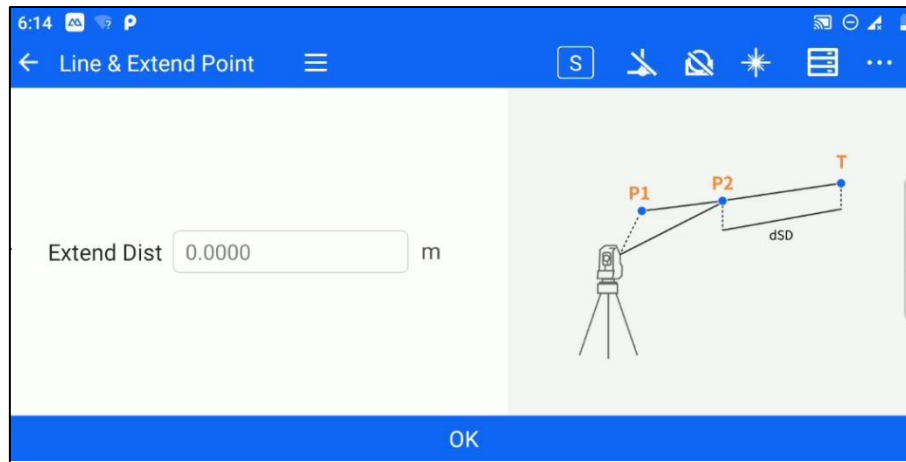 6:14
Line & Extend Point
S
P1
P2
T
dSD
Extend Dist 0.0000 m
OK